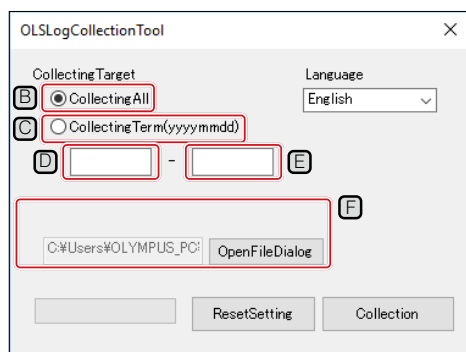 OLSLogCollectionTool
CollectingTarget Language
B CollectingAll English
C CollectingTerm(yyyymmdd)
D - E
F
C:¥Users¥OLYMPUS_PC: OpenFileDialog
ResetSetting Collection